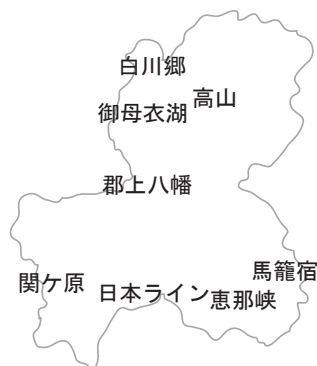 白川郷
高山
御母衣湖
郡上八幡
馬籠宿
関ケ原
日本ライン
恵那峡